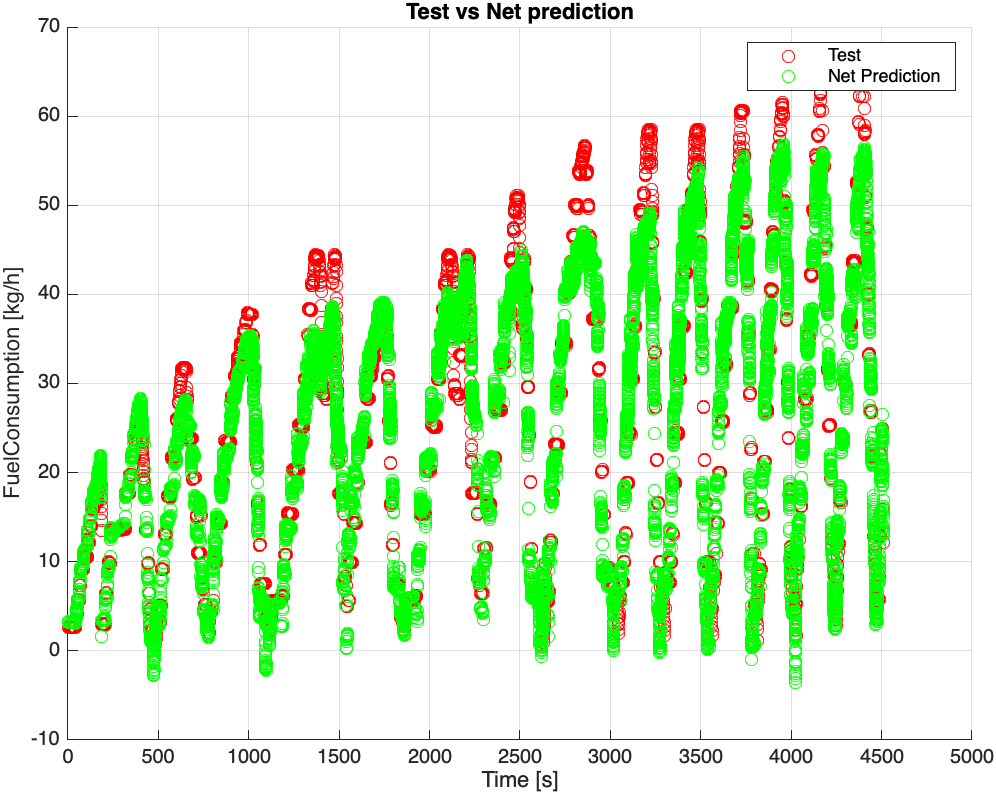 Test vs Net prediction
FuelConsumption [kg/h]
70
60
50
40
30
20
10
0
-10
Test
Net Prediction
0 500 1000 1500 2000 2500 3000 3500 4000 4500 5000
Time [s]